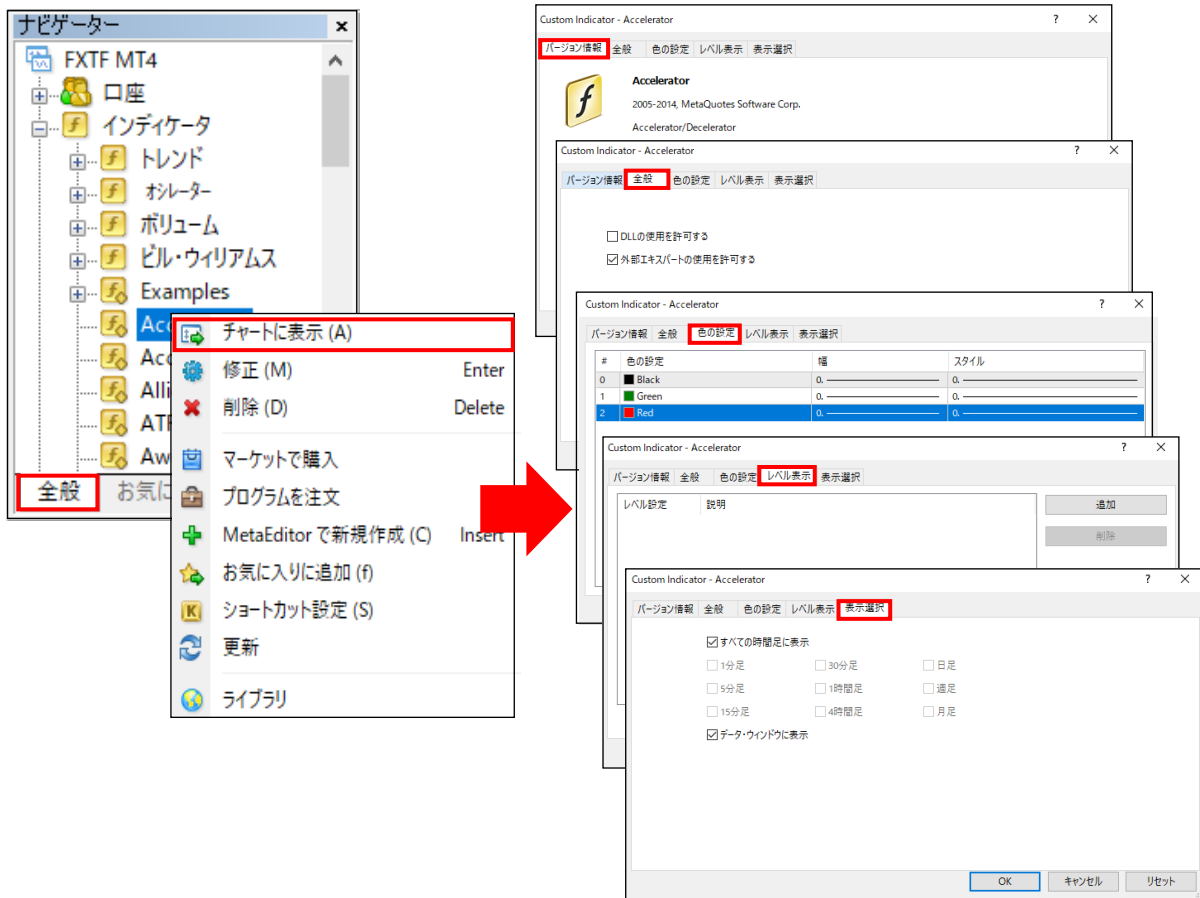 ナビゲーター
FXTF MT4
口座
インディケータ
トレンド
オシレーター
ボリューム
ビル・ウィリアムス
Examples
全般
チャートに表示 (A)
修正 (M) Enter
削除 (D) Delete
マーケットで購入
プログラムを注文
MetaEditor で新規作成 (C) Insert
お気に入りに追加 (f)
ショートカット設定 (S)
更新
ライブラリ
Custom Indicator - Accelerator
バージョン情報 全般 色の設定 レベル表示 表示選択
Accelerator
2005-2014, MetaQuotes Software Corp.
Accelerator/Decelerator
Custom Indicator - Accelerator
バージョン情報 全般 色の設定 レベル表示 表示選択
DLLの使用を許可する
外部エキスパートの使用を許可する
Custom Indicator - Accelerator
バージョン情報 全般 色の設定 レベル表示 表示選択
# 色の設定 幅 スタイル
0 Black 0. 0.
1 Green 0. 0.
2 Red 0. 0.
Custom Indicator - Accelerator
バージョン情報 全般 色の設定 レベル表示 表示選択
レベル設定 説明 追加
削除
Custom Indicator - Accelerator
バージョン情報 全般 色の設定 レベル表示 表示選択
すべての時間足に表示
1分足 30分足 日足
5分足 1時間足 週足
15分足 4時間足 月足
データ・ウィンドウに表示
OK キャンセル リセット